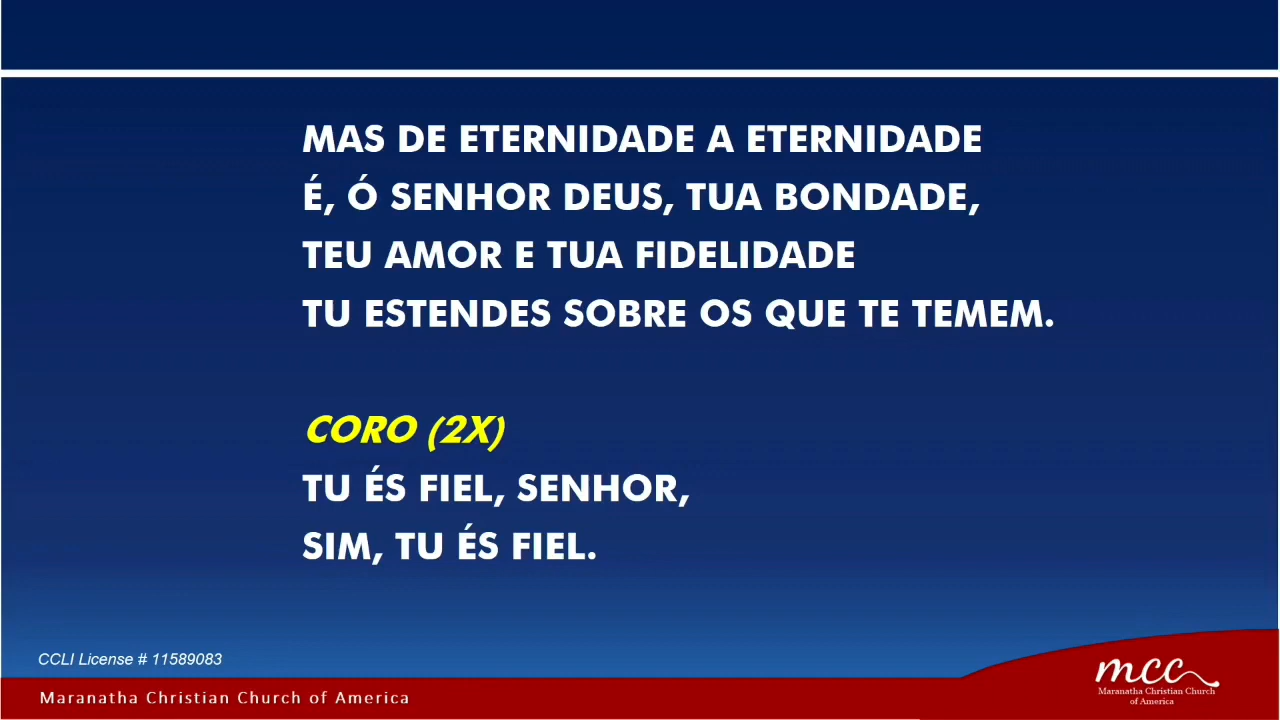 MAS DE ETERNIDADE A ETERNIDADE
É, Ó SENHOR DEUS, TUA BONDADE,
TEU AMOR E TUA FIDELIDADE
TU ESTENDES SOBRE OS QUE TE TEMEM.
CORO (2X)
TU ÉS FIEL, SENHOR,
SIM, TU ÉS FIEL.
CCLI License # 11589083
Maranatha Christian Church of America
mcc
Maranatha Christian Church
of America